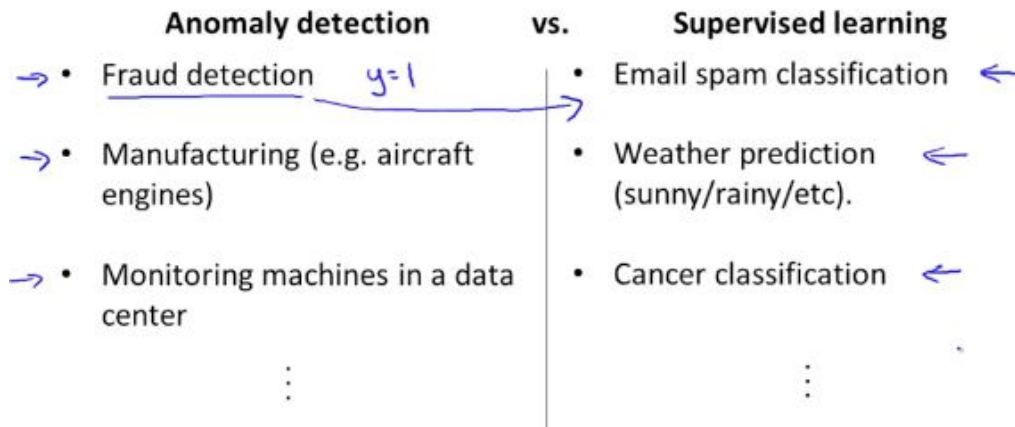 Anomaly detection vs. Supervised learning
• Fraud detection y=1
• Manufacturing (e.g. aircraft
engines)
• Monitoring machines in a data
center
⋮
• Email spam classification
• Weather prediction
(sunny/rainy/etc).
• Cancer classification
⋮